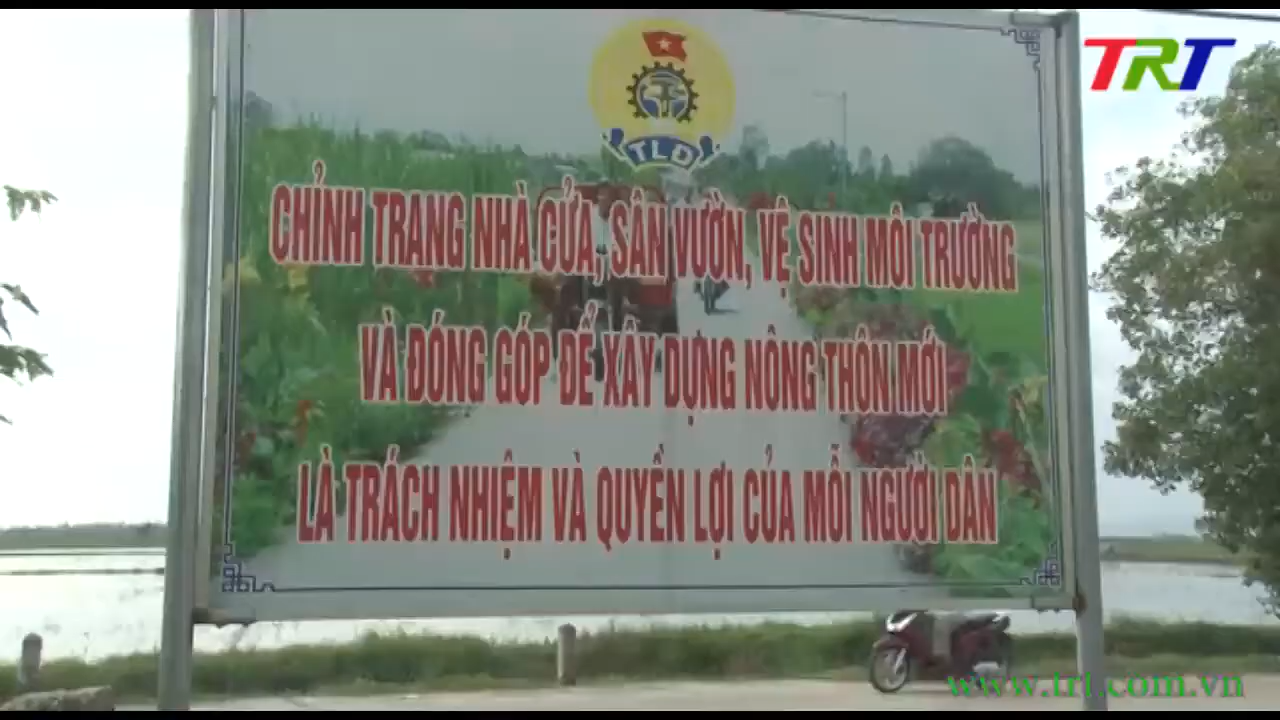 TRT
TLĐ
CHỈNH TRANG NHÀ CỬA, SÂN VƯỜN, VỆ SINH MÔI TRƯỜNG
VÀ ĐÓNG GÓP ĐỂ XÂY DỰNG NÔNG THÔN MỚI
LÀ TRÁCH NHIỆM VÀ QUYỀN LỢI CỦA MỖI NGƯỜI DÂN
www.trt.com.vn